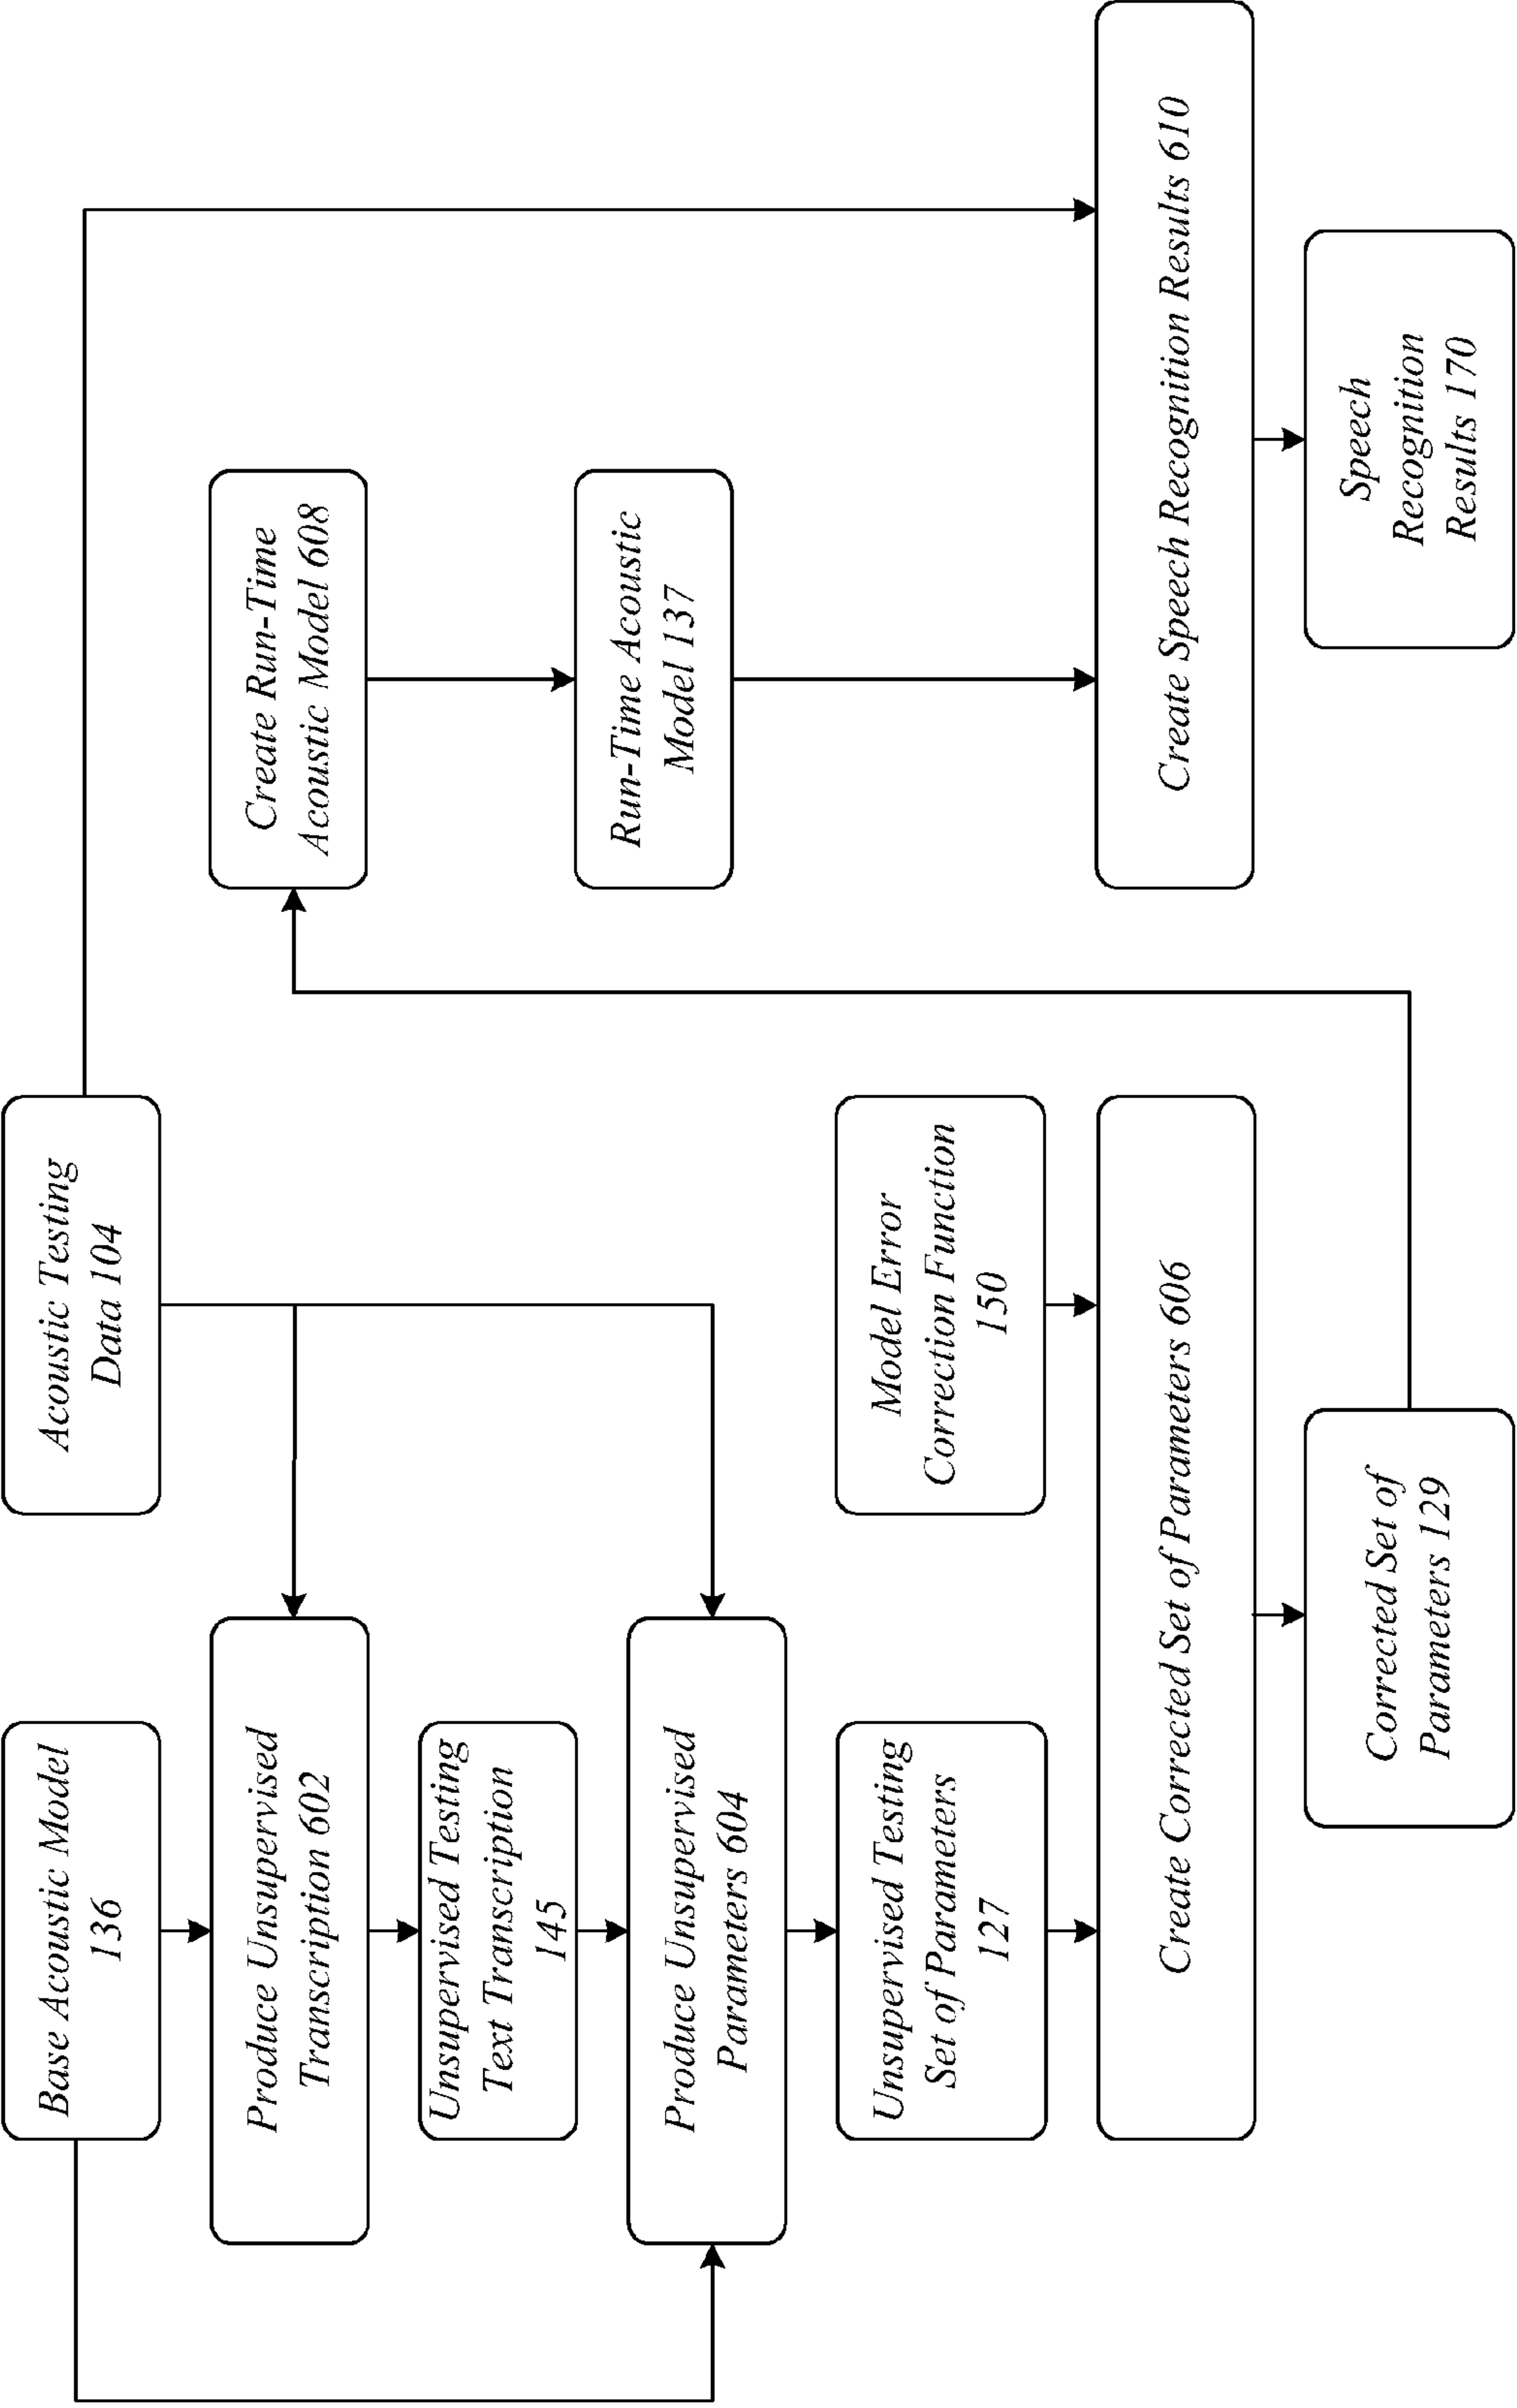 Base Acoustic Model
136
Acoustic Testing
Data 104
Produce Unsupervised
Transcription 602
Create Run-Time
Acoustic Model 608
Unsupervised Testing
Text Transcription
145
Run-Time Acoustic
Model 137
Produce Unsupervised
Parameters 604
Unsupervised Testing
Set of Parameters
127
Model Error
Correction Function
150
Create Corrected Set of Parameters 606
Create Speech Recognition Results 610
Corrected Set of
Parameters 129
Speech
Recognition
Results 170